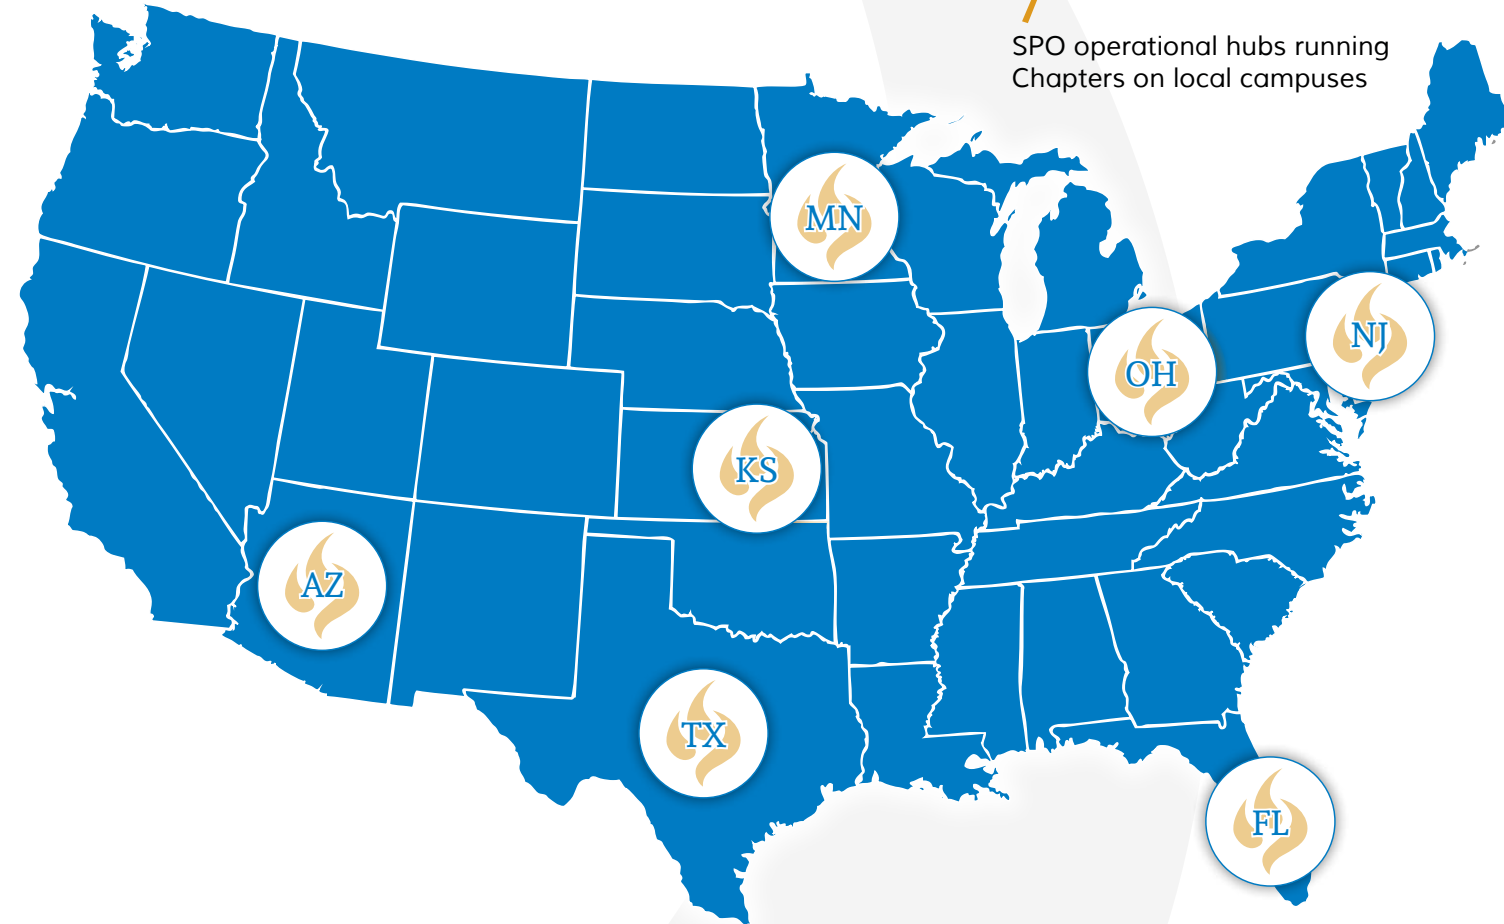 SPO operational hubs running
Chapters on local campuses
MN
NJ
OH
KS
AZ
TX
FL